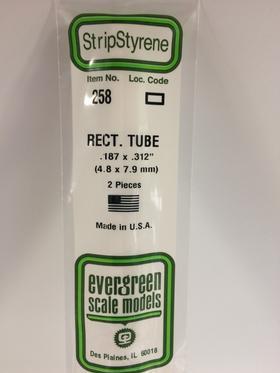 StripStyrene
Item No. Loc. Code
258
RECT. TUBE
.187 x .312"
(4.8 x 7.9 mm)
2 Pieces
Made in U.S.A.
evergreen
scale models
Des Plaines, IL 60018